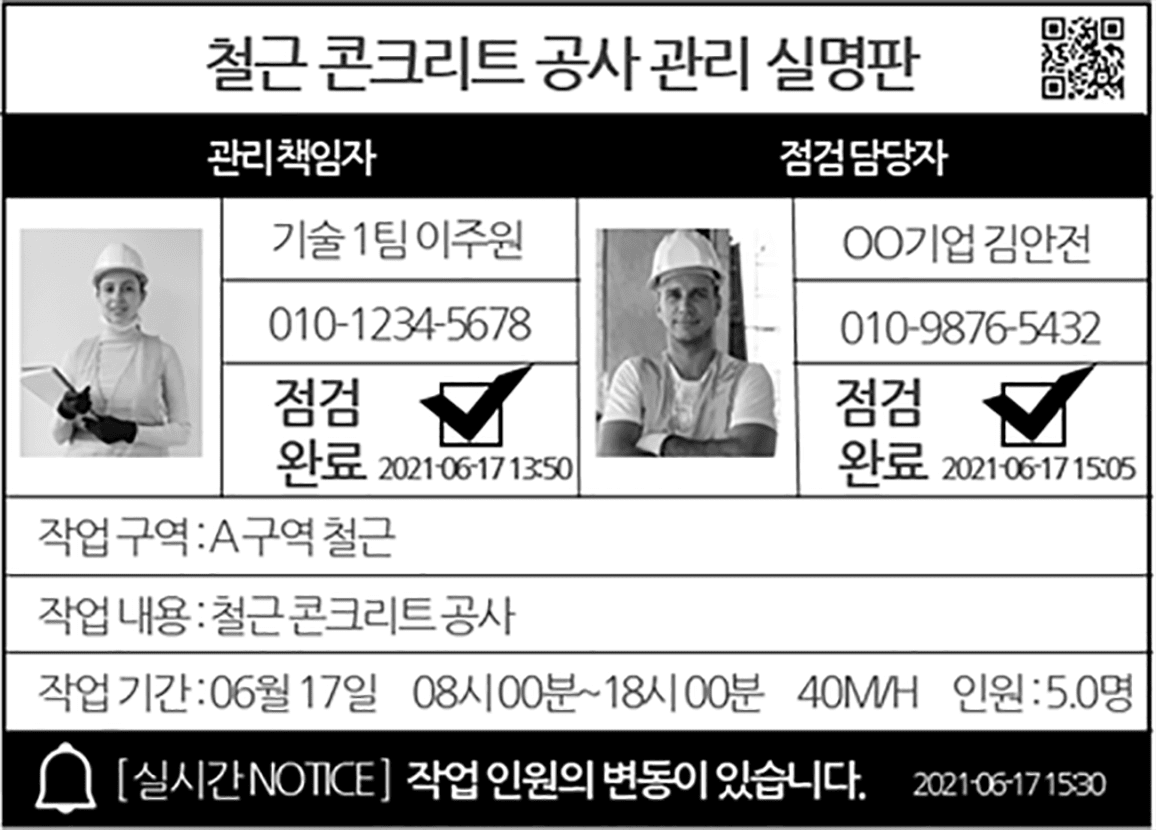 철근 콘크리트 공사 관리 실명판
관리 책임자
점검 담당자
기술 1팀 이주원
010-1234-5678
점검
완료 2021-06-17 13:50
OO기업 김안전
010-9876-5432
점검
완료 2021-06-17 15:05
작업 구역 : A 구역 철근
작업 내용 : 철근 콘크리트 공사
작업 기간 : 06월 17일 08시 00분~18시 00분 40M/H 인원 : 5.0명
[ 실시간 NOTICE ] 작업 인원의 변동이 있습니다. 2021-06-17 15:30